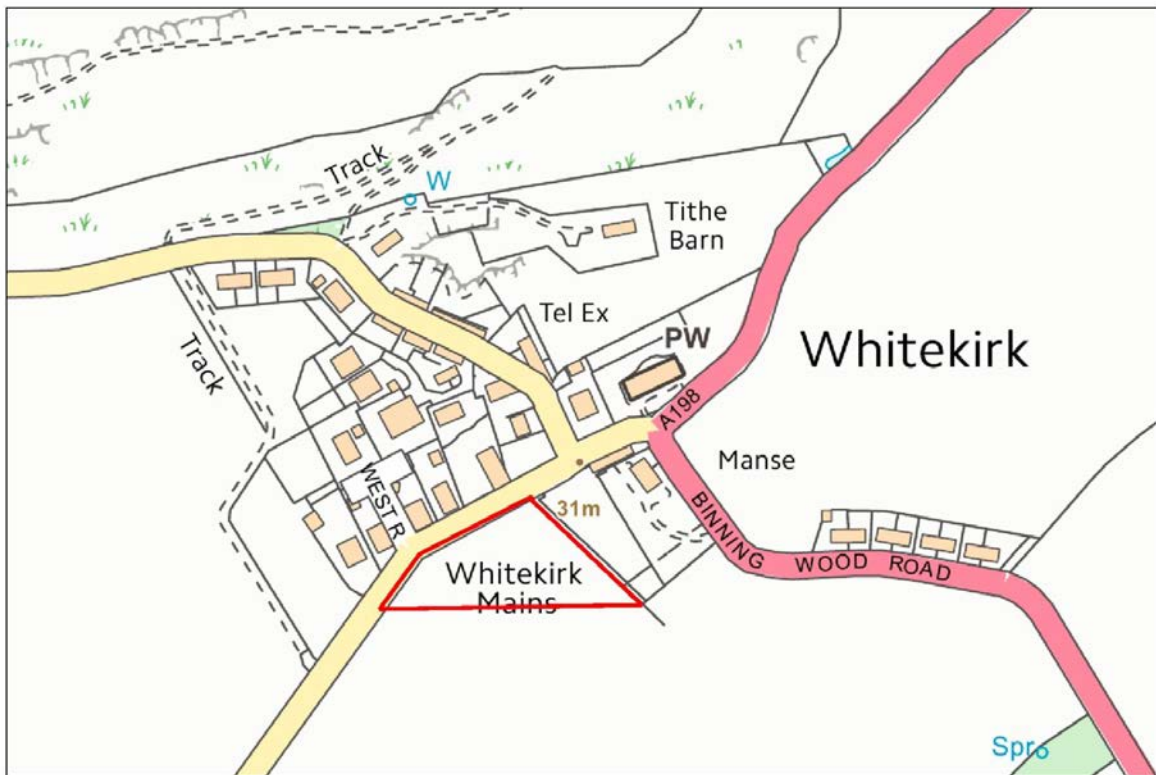 Track
W
Tithe
Barn
Tel Ex
PW
Whitekirk
Track
A198
Manse
WEST R
31m
BINNING WOOD ROAD
Whitekirk
Mains
Spr